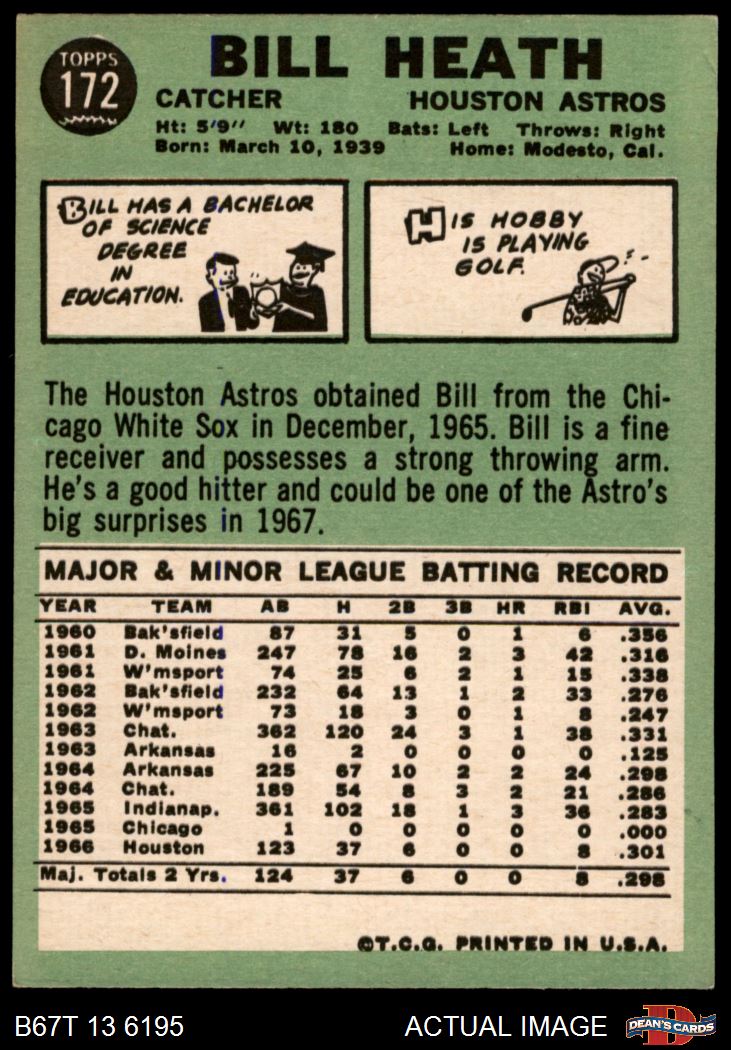 TOPPS
172
BILL HEATH
CATCHER HOUSTON ASTROS
Ht: 5'9" Wt: 180 Bats: Left Throws: Right
Born: March 10, 1939 Home: Modesto, Cal.
BILL HAS A BACHELOR
OF SCIENCE
DEGREE
IN
EDUCATION.
HIS HOBBY
IS PLAYING
GOLF.
The Houston Astros obtained Bill from the Chi-
cago White Sox in December, 1965. Bill is a fine
receiver and possesses a strong throwing arm.
He's a good hitter and could be one of the Astro's
big surprises in 1967.
MAJOR & MINOR LEAGUE BATTING RECORD
YEAR TEAM AB H 2B 3B HR RBI AVG.
1960 Bak'sfield 87 31 5 0 1 6 .356
1961 D. Moines 247 78 16 2 3 42 .316
1961 W'msport 74 25 6 2 1 15 .338
1962 Bak'sfield 232 64 13 1 2 33 .276
1962 W'msport 73 18 3 0 1 8 .247
1963 Chat. 362 120 24 3 1 38 .331
1963 Arkansas 16 2 0 0 0 0 .125
1964 Arkansas 225 67 10 2 2 24 .298
1964 Chat. 189 54 8 3 2 21 .286
1965 Indianap. 361 102 18 1 3 36 .283
1965 Chicago 1 0 0 0 0 0 .000
1966 Houston 123 37 6 0 0 8 .301
Maj. Totals 2 Yrs. 124 37 6 0 0 8 .298
©T.C.G. PRINTED IN U.S.A.
B67T 13 6195 ACTUAL IMAGE
D
DEAN'S CARDS